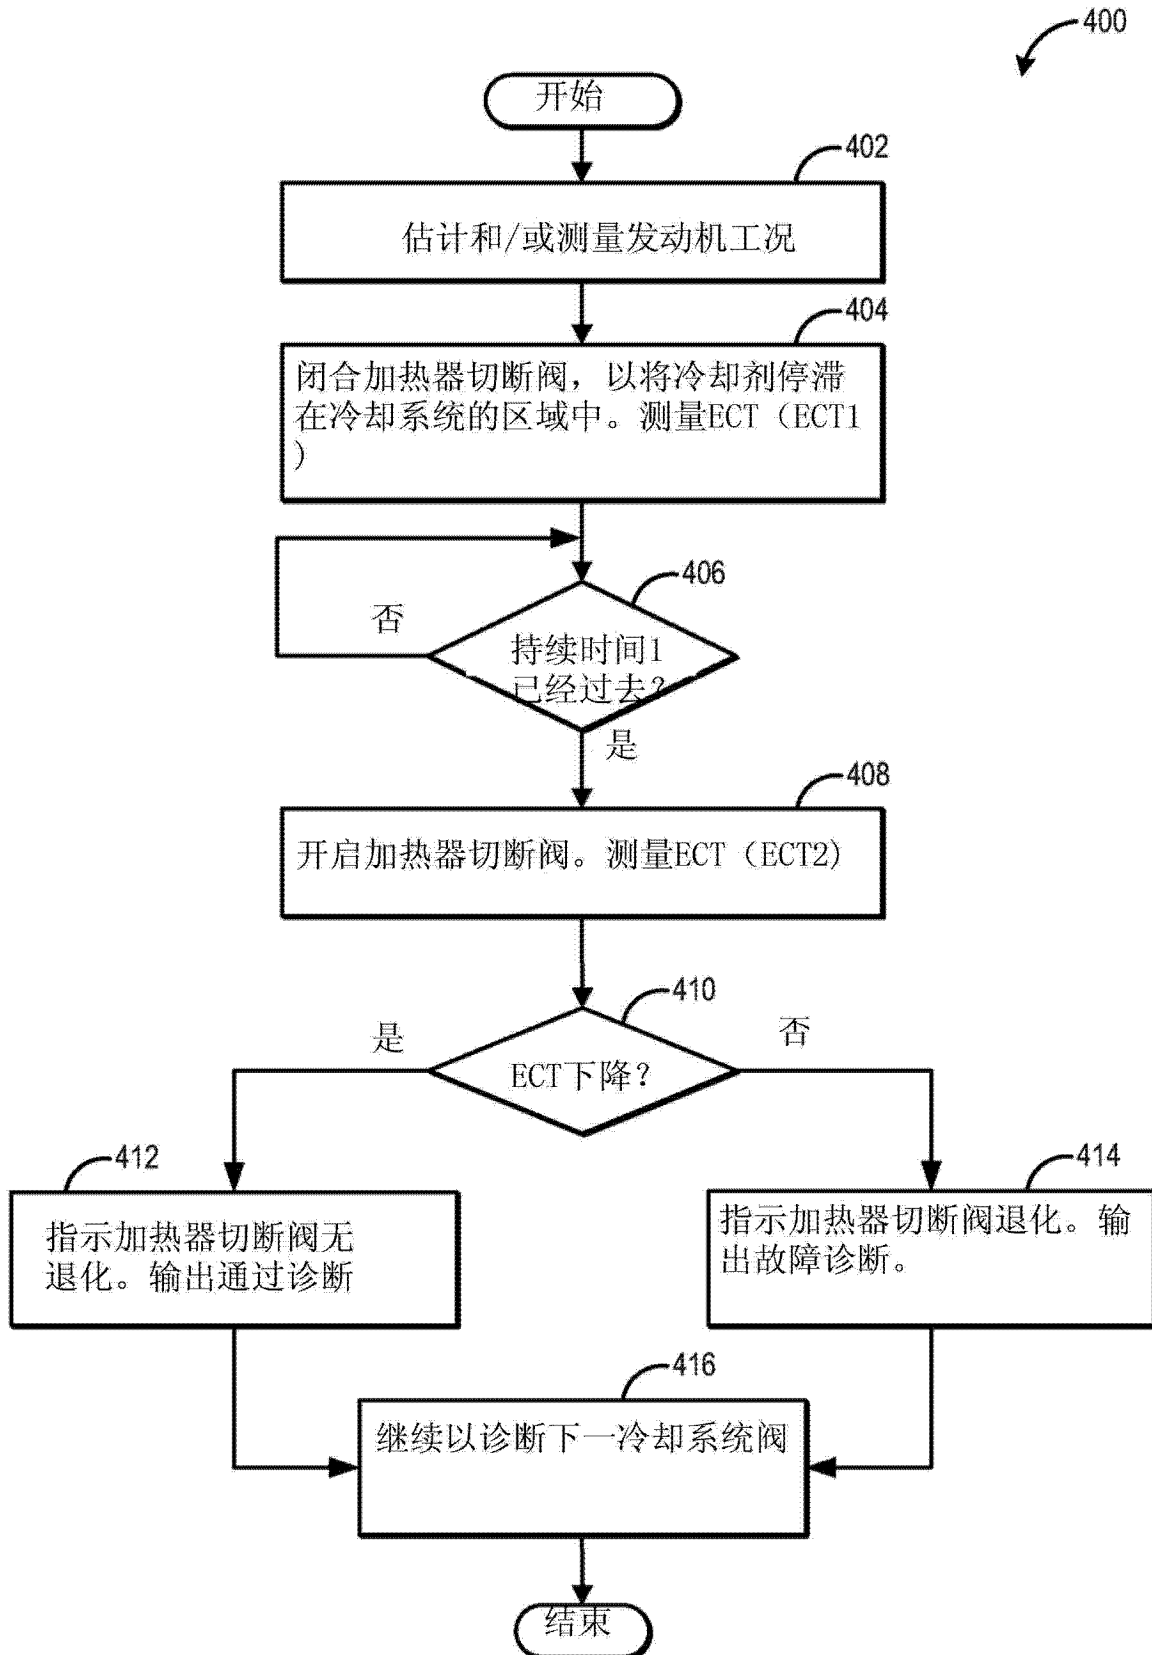 400
开始
402
估计和/或测量发动机工况
404
闭合加热器切断阀，以将冷却剂停滞
在冷却系统的区域中。测量ECT（ECT1
）
406
否
持续时间1
已经过去？
是
408
开启加热器切断阀。测量ECT（ECT2)
410
是
否
ECT下降？
412
414
指示加热器切断阀无
退化。输出通过诊断
指示加热器切断阀退化。输
出故障诊断。
416
继续以诊断下一冷却系统阀
结束